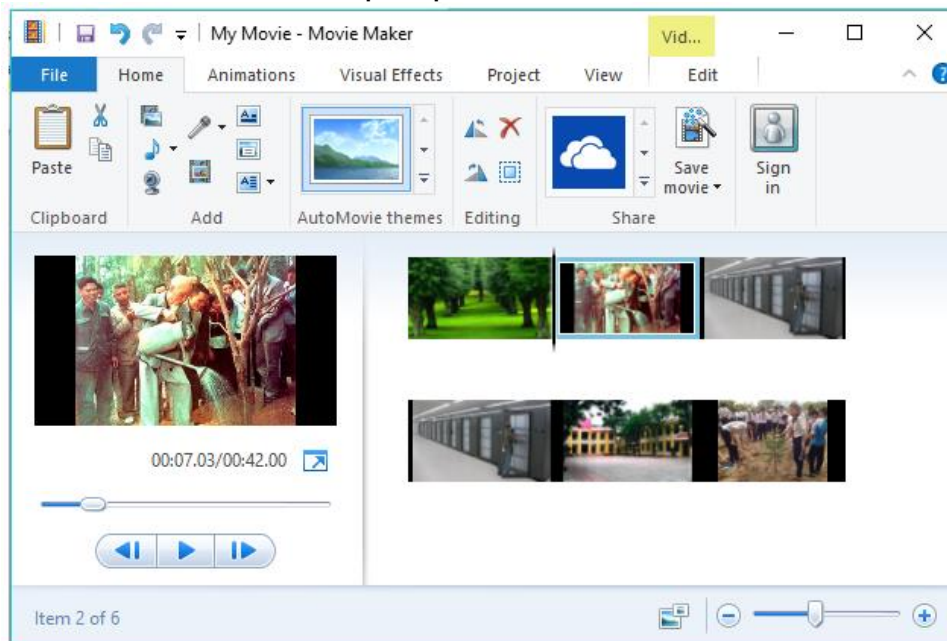 My Movie - Movie Maker
Vid...
File Home Animations Visual Effects Project View Edit
Paste
Save movie
Sign in
Clipboard Add AutoMovie themes Editing Share
00:07.03/00:42.00
Item 2 of 6